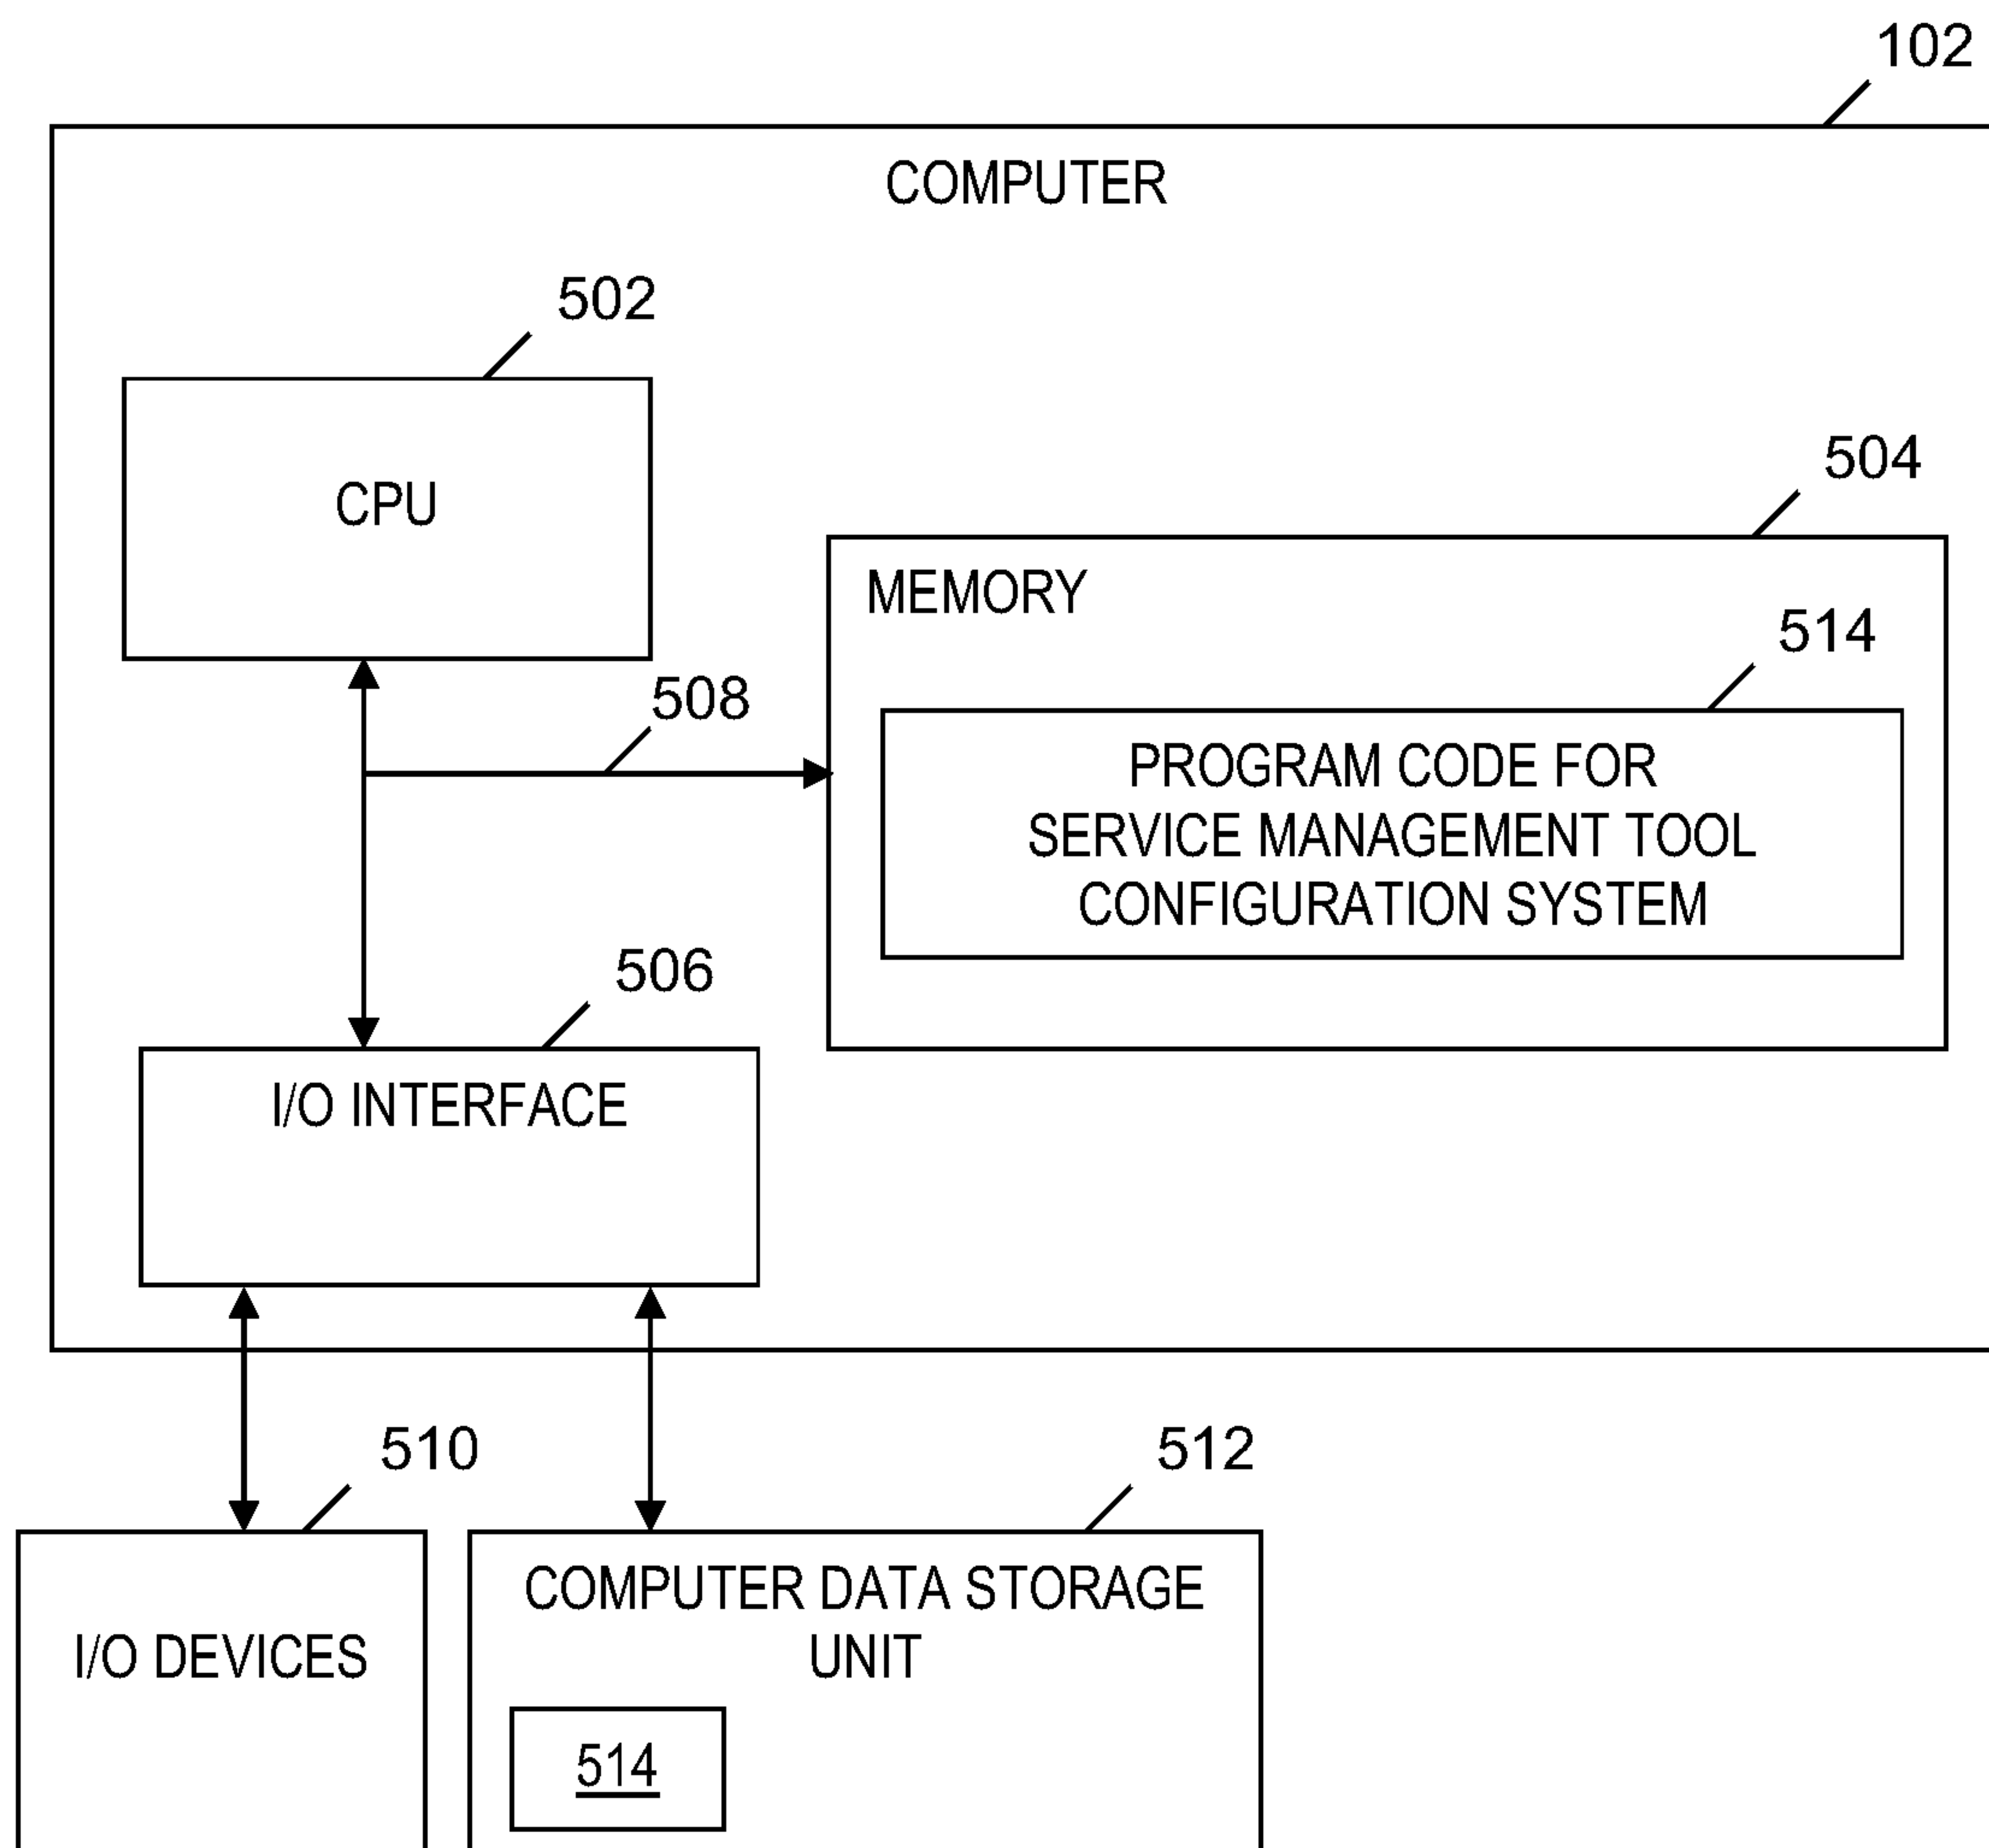 102
COMPUTER
502
CPU
504
MEMORY
514
508
PROGRAM CODE FOR
SERVICE MANAGEMENT TOOL
CONFIGURATION SYSTEM
506
I/O INTERFACE
510
512
I/O DEVICES
COMPUTER DATA STORAGE
UNIT
514